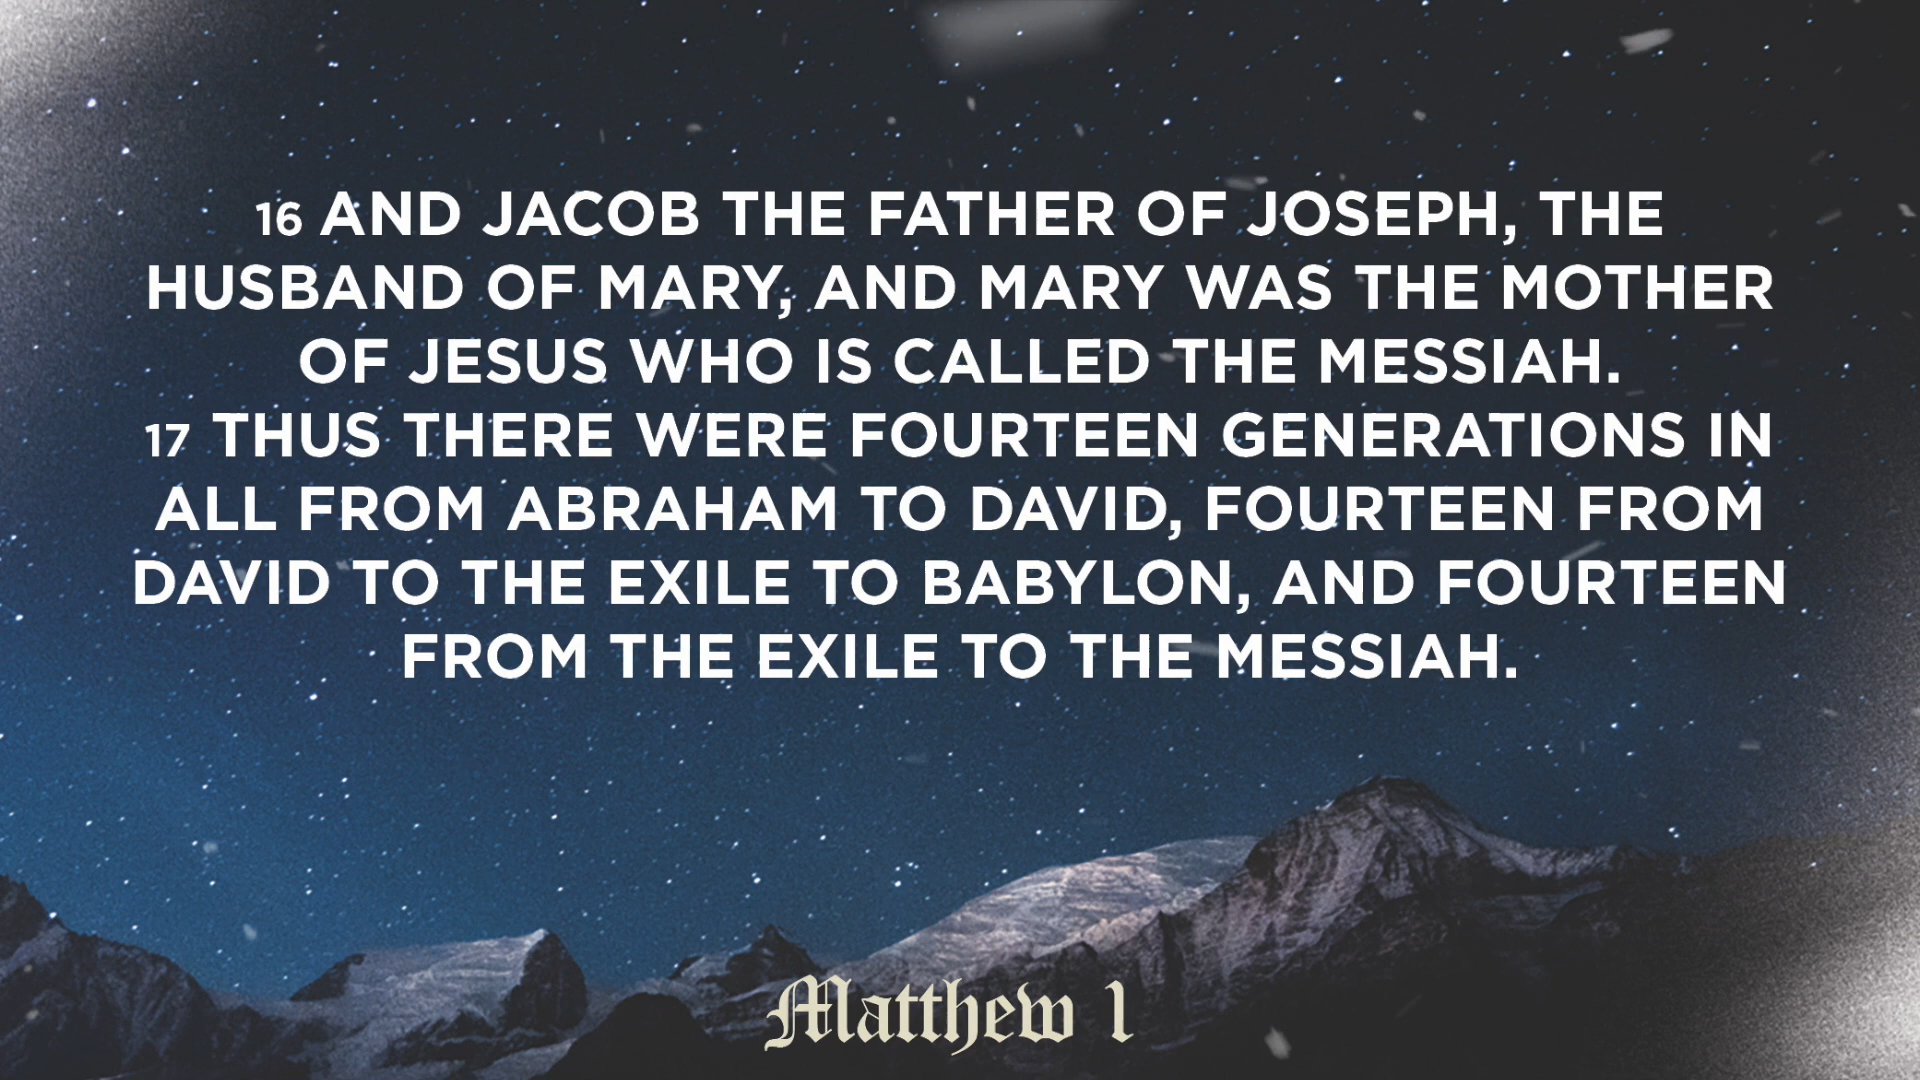 16 AND JACOB THE FATHER OF JOSEPH, THE
HUSBAND OF MARY, AND MARY WAS THE MOTHER
OF JESUS WHO IS CALLED THE MESSIAH.
17 THUS THERE WERE FOURTEEN GENERATIONS IN
ALL FROM ABRAHAM TO DAVID, FOURTEEN FROM
DAVID TO THE EXILE TO BABYLON, AND FOURTEEN
FROM THE EXILE TO THE MESSIAH.
Matthew 1